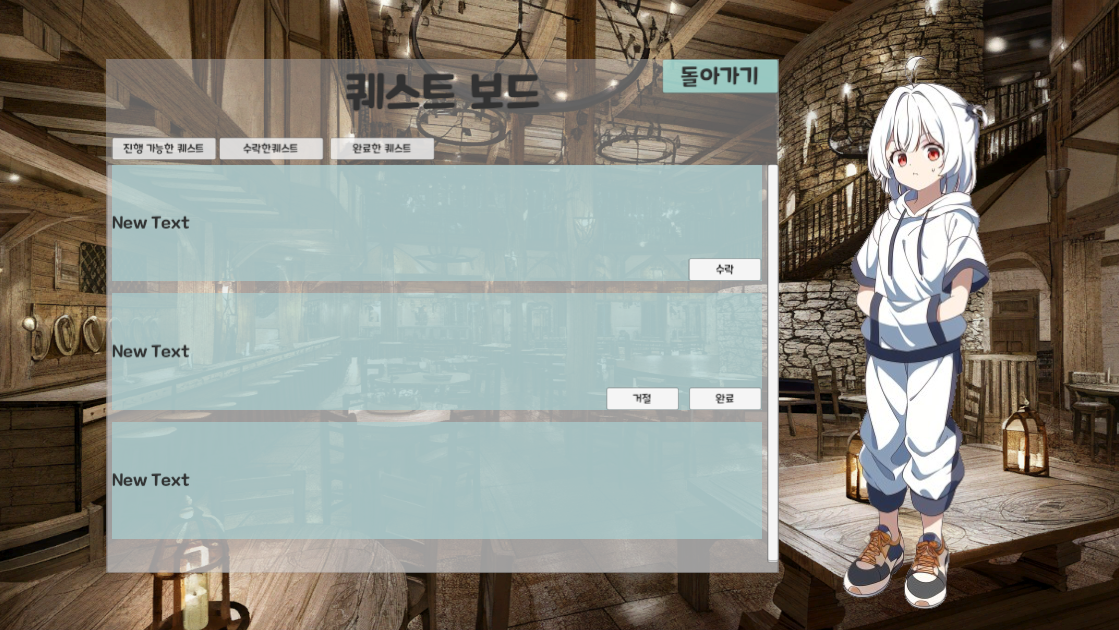 퀘스트 보드
돌아가기
진행 가능한 퀘스트
수락한퀘스트
완료한 퀘스트
New Text
수락
New Text
거절
완료
New Text